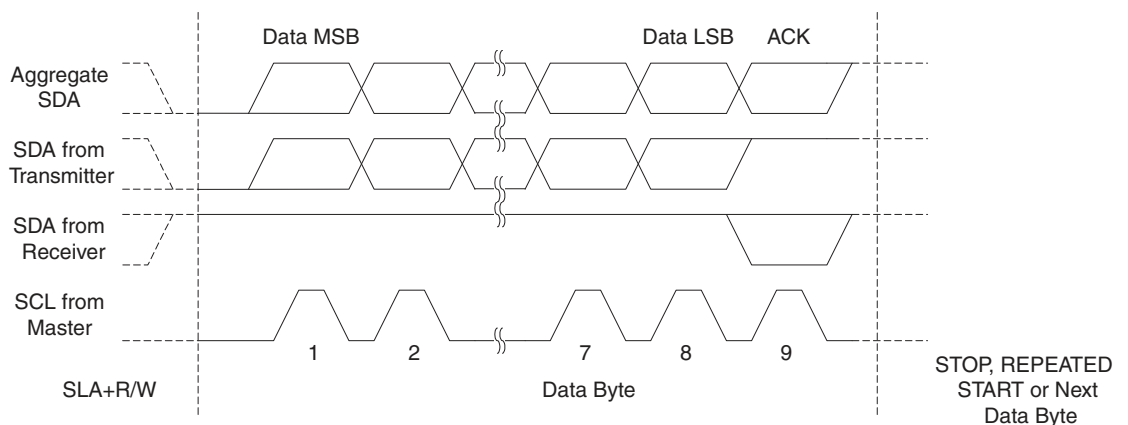 Data MSB
Data LSB
ACK
Aggregate
SDA
SDA from
Transmitter
SDA from
Receiver
SCL from
Master
1
2
7
8
9
SLA+R/W
Data Byte
STOP, REPEATED
START or Next
Data Byte